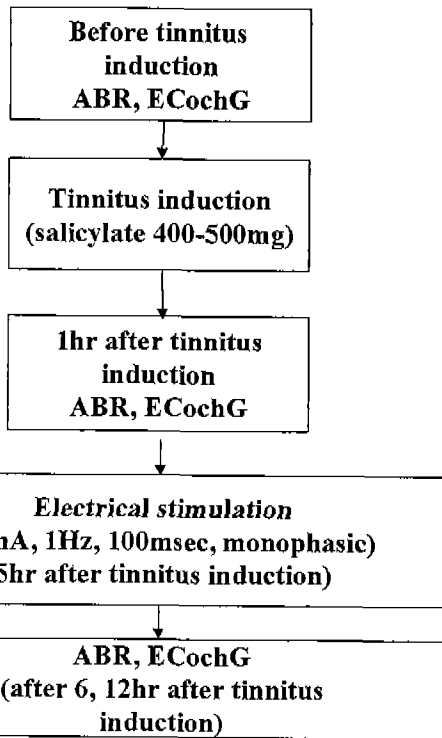 Before tinnitus
induction
ABR, ECochG
Tinnitus induction
(salicylate 400-500mg)
1hr after tinnitus
induction
ABR, ECochG
Electrical stimulation
1Hz, 100msec, monophasic)
after tinnitus induction)
ABR, ECochG
(after 6, 12hr after tinnitus
induction)